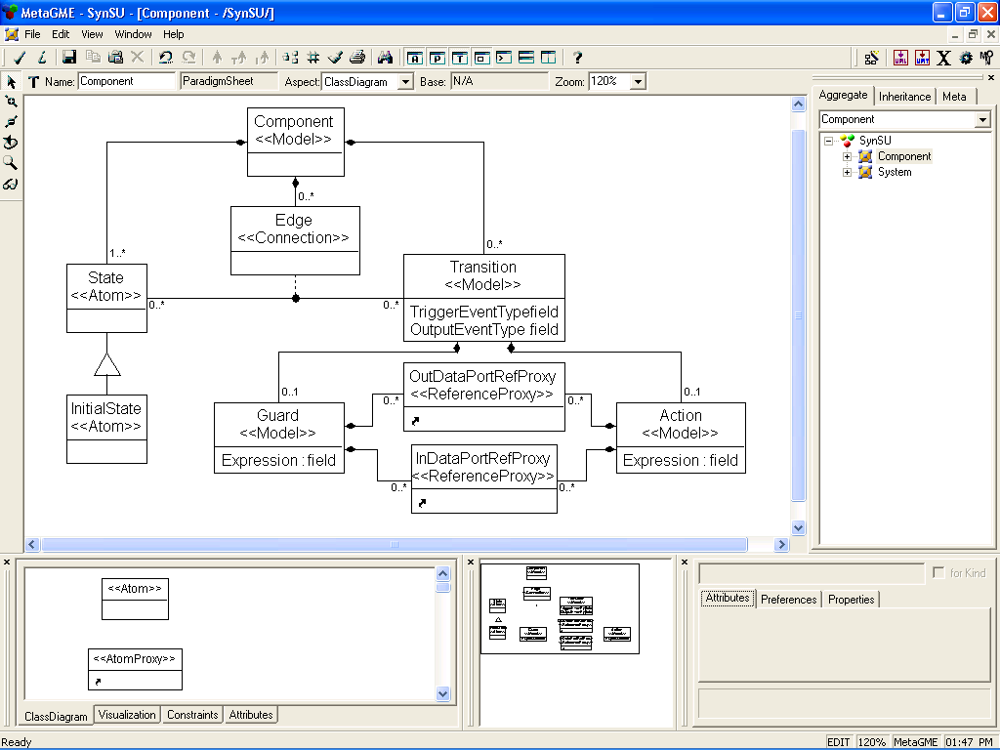 MetaGME - SynSU - [Component - /SynSU/]
File Edit View Window Help
Name: Component ParadigmSheet Aspect: ClassDiagram Base: N/A Zoom: 120%
Component
<<Model>>
0..*
Edge
<<Connection>>
1..*
0..*
State
<<Atom>>
0..*
0..*
Transition
<<Model>>
TriggerEventTypefield
OutputEventType field
InitialState
<<Atom>>
0..1
0..1
Guard
<<Model>>
Expression : field
OutDataPortRefProxy
<<ReferenceProxy>>
0..*
0..*
Action
<<Model>>
Expression : field
InDataPortRefProxy
<<ReferenceProxy>>
0..*
0..*
Aggregate Inheritance Meta
Component
SynSU
Component
System
<<Atom>>
<<AtomProxy>>
ClassDiagram Visualization Constraints Attributes
for Kind
Attributes Preferences Properties
Ready EDIT 120% MetaGME 01:47 PM